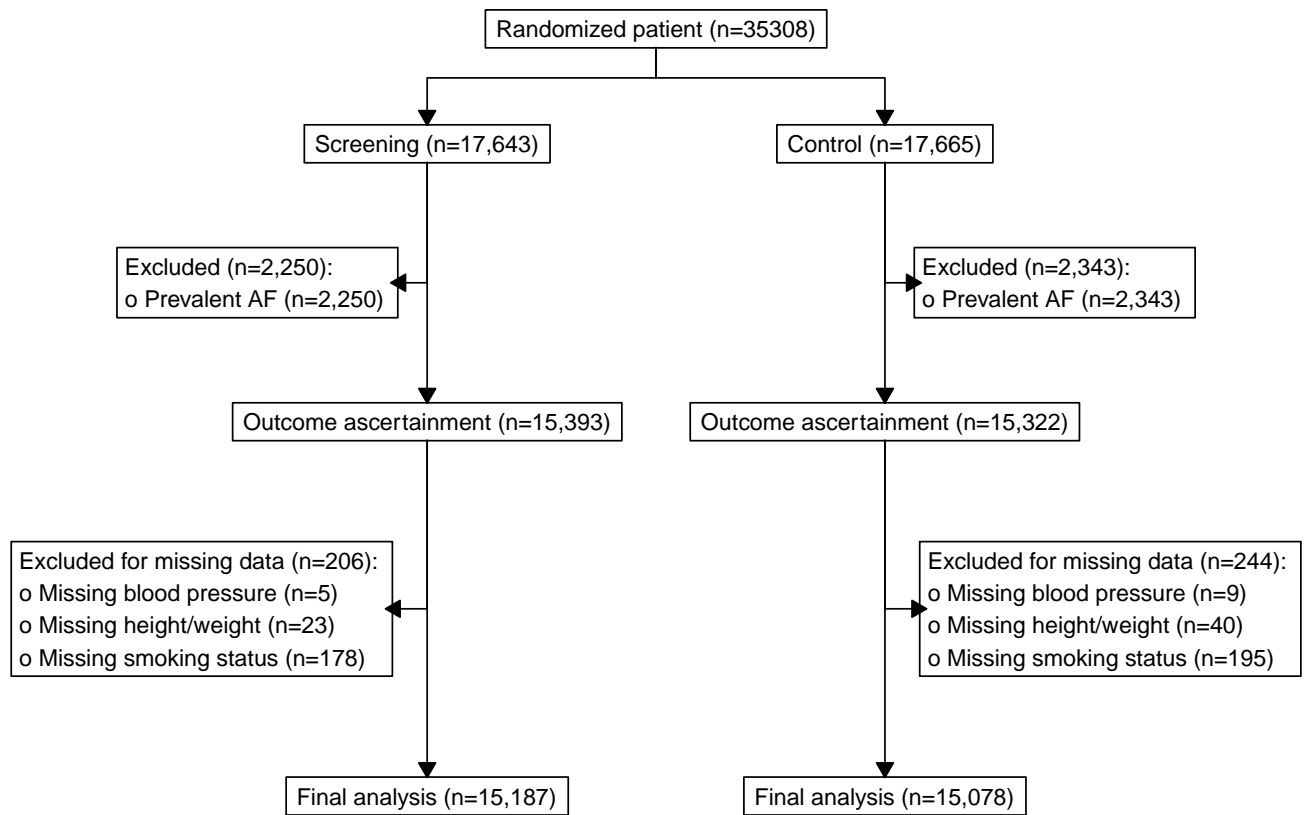 Randomized patient (n=35308)
Screening (n=17,643)
Control (n=17,665)
Excluded (n=2,250):
o Prevalent AF (n=2,250)
Excluded (n=2,343):
o Prevalent AF (n=2,343)
Outcome ascertainment (n=15,393)
Outcome ascertainment (n=15,322)
Excluded for missing data (n=206):
o Missing blood pressure (n=5)
o Missing height/weight (n=23)
o Missing smoking status (n=178)
Excluded for missing data (n=244):
o Missing blood pressure (n=9)
o Missing height/weight (n=40)
o Missing smoking status (n=195)
Final analysis (n=15,187)
Final analysis (n=15,078)